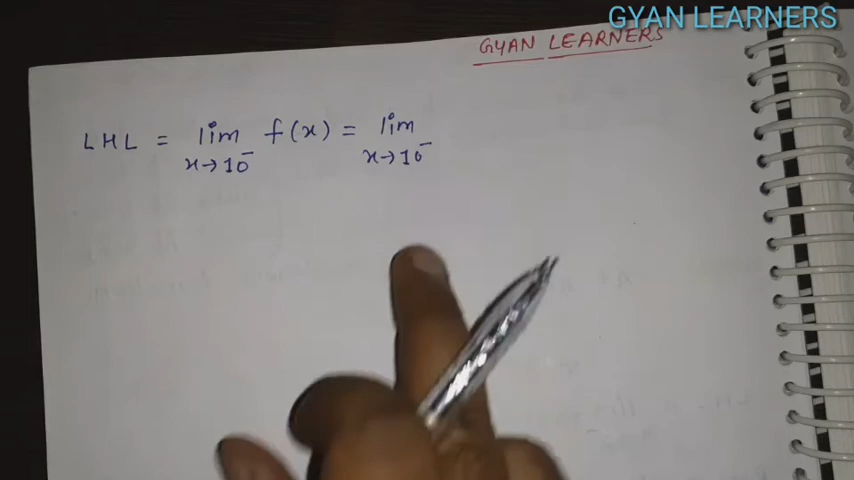 GYAN LEARNERS
GYAN LEARNERS
LHL = lim f(x) = lim
x→10⁻ x→10⁻